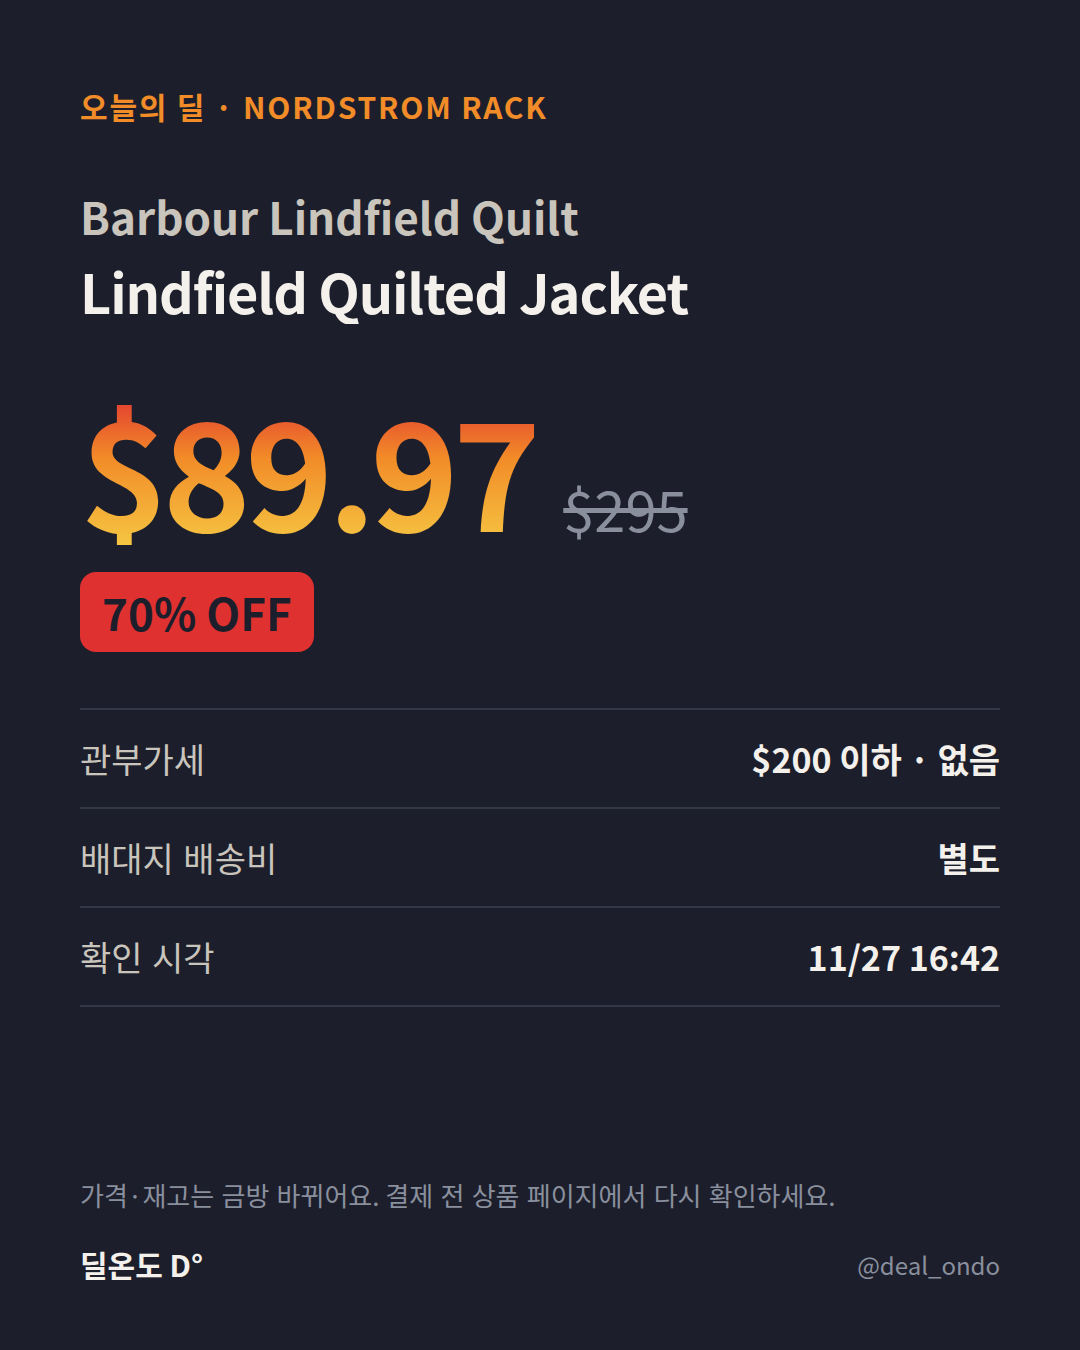 오늘의 딜 · NORDSTROM RACK
Barbour Lindfield Quilt
Lindfield Quilted Jacket
$89.97 $295
70% OFF
관부가세 $200 이하 · 없음
배대지 배송비 별도
확인 시각 11/27 16:42
가격·재고는 금방 바뀌어요. 결제 전 상품 페이지에서 다시 확인하세요.
딜온도 D° @deal_ondo